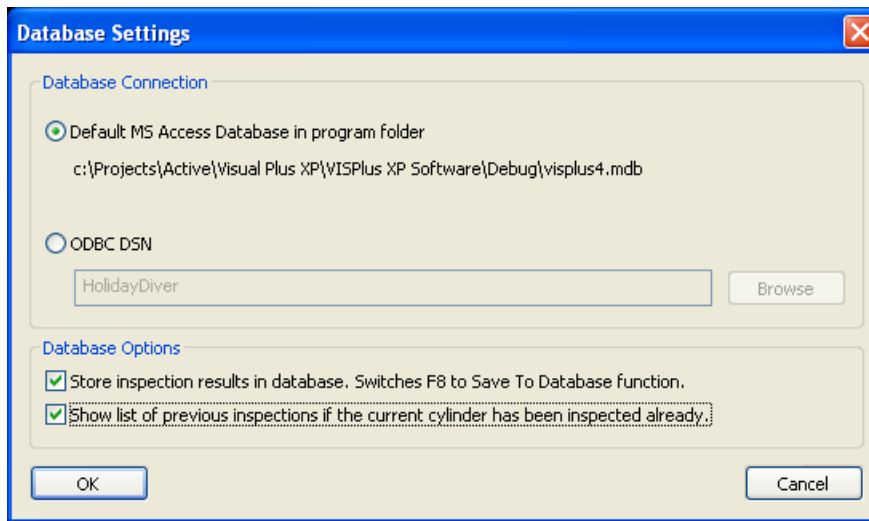 Database Settings
Database Connection
Default MS Access Database in program folder
c:\Projects\Active\Visual Plus XP\VISPlus XP Software\Debug\visplus4.mdb
ODBC DSN
HolidayDiver
Browse
Database Options
Store inspection results in database. Switches F8 to Save To Database function.
Show list of previous inspections if the current cylinder has been inspected already.
OK
Cancel